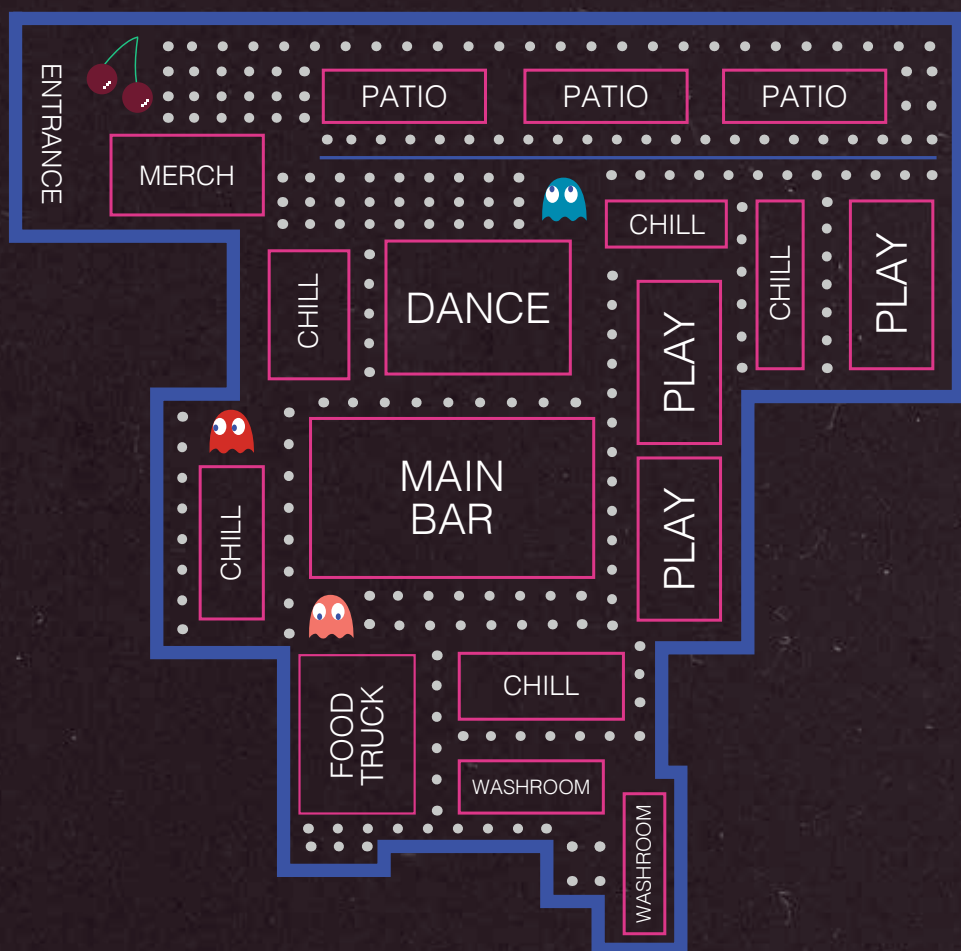 ENTRANCE
PATIO
PATIO
PATIO
MERCH
CHILL
CHILL
PLAY
CHILL
DANCE
PLAY
MAIN
BAR
CHILL
PLAY
FOOD
TRUCK
CHILL
WASHROOM
WASHROOM